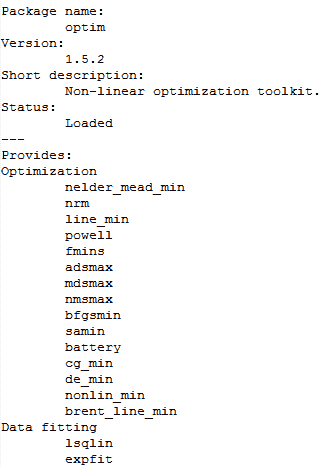 Package name:
optim
Version:
1.5.2
Short description:
Non-linear optimization toolkit.
Status:
Loaded
---
Provides:
Optimization
nelder_mead_min
nrm
line_min
powell
fmins
adsmax
mdsmax
nmsmax
bfgsmin
samin
battery
cg_min
de_min
nonlin_min
brent_line_min
Data fitting
lsqlin
expfit